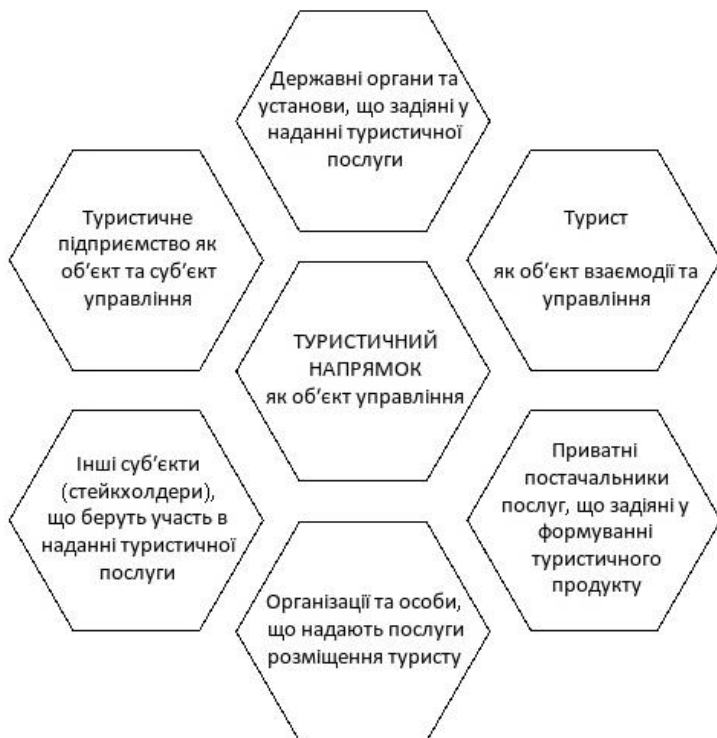 Державні органи та
установи, що задіяні у
наданні туристичної
послуги
Туристичне
підприємство як
об’єкт та суб’єкт
управління
Турист
як об’єкт взаємодії та
управління
ТУРИСТИЧНИЙ
НАПРЯМОК
як об’єкт управління
Інші суб’єкти
(стейкхолдери),
що беруть участь в
наданні туристичної
послуги
Приватні
постачальники
послуг, що задіяні у
формуванні
туристичного
продукту
Організації та особи,
що надають послуги
розміщення туристу